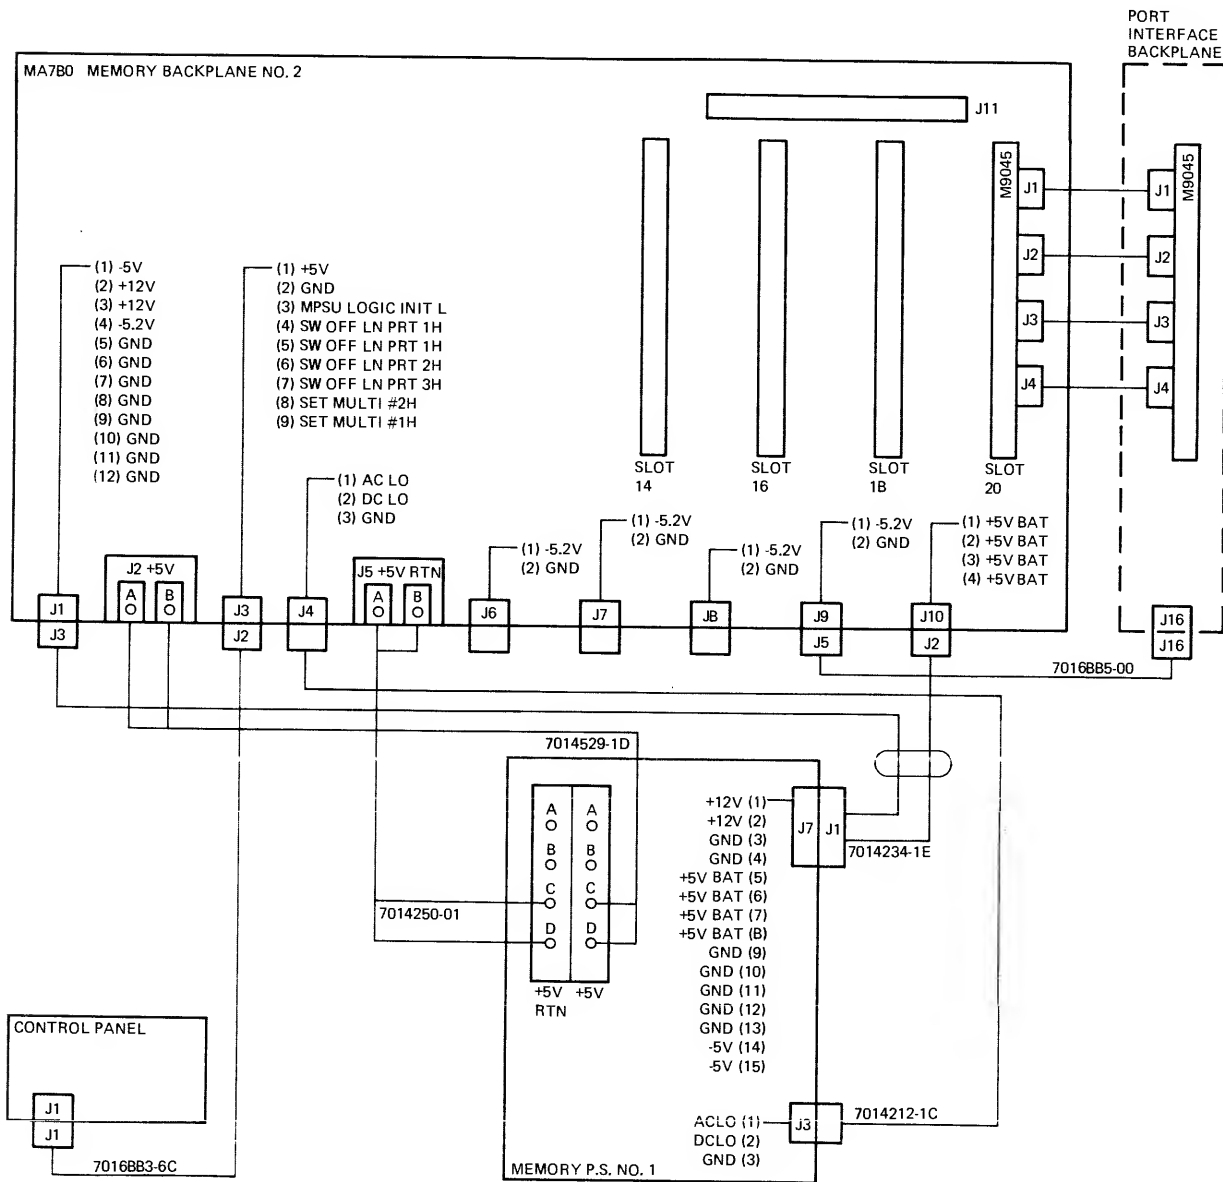 PORT
INTERFACE
BACKPLANE
MA7B0 MEMORY BACKPLANE NO. 2
J11
M9045
J1
J2
J3
J4
J1
J2
J3
J4
M9045
(1) -5V
(2) +12V
(3) +12V
(4) -5.2V
(5) GND
(6) GND
(7) GND
(8) GND
(9) GND
(10) GND
(11) GND
(12) GND
(1) +5V
(2) GND
(3) MPSU LOGIC INIT L
(4) SW OFF LN PRT 1H
(5) SW OFF LN PRT 1H
(6) SW OFF LN PRT 2H
(7) SW OFF LN PRT 3H
(8) SET MULTI #2H
(9) SET MULTI #1H
SLOT
14
SLOT
16
SLOT
1B
SLOT
20
(1) AC LO
(2) DC LO
(3) GND
(1) -5.2V
(2) GND
(1) -5.2V
(2) GND
(1) -5.2V
(2) GND
(1) -5.2V
(2) GND
(1) +5V BAT
(2) +5V BAT
(3) +5V BAT
(4) +5V BAT
J1
J3
J2 +5V
A
B
J3
J2
J4
J5 +5V RTN
A
B
J6
J7
JB
J9
J5
J10
J2
J16
J16
7016BB5-00
7014529-1D
A
B
C
D
A
B
C
D
+5V
RTN
+5V
7014250-01
+12V (1)
+12V (2)
GND (3)
GND (4)
+5V BAT (5)
+5V BAT (6)
+5V BAT (7)
+5V BAT (B)
GND (9)
GND (10)
GND (11)
GND (12)
GND (13)
-5V (14)
-5V (15)
J7
J1
7014234-1E
ACLO (1)
DCLO (2)
GND (3)
J3
7014212-1C
MEMORY P.S. NO. 1
CONTROL PANEL
J1
J1
7016BB3-6C